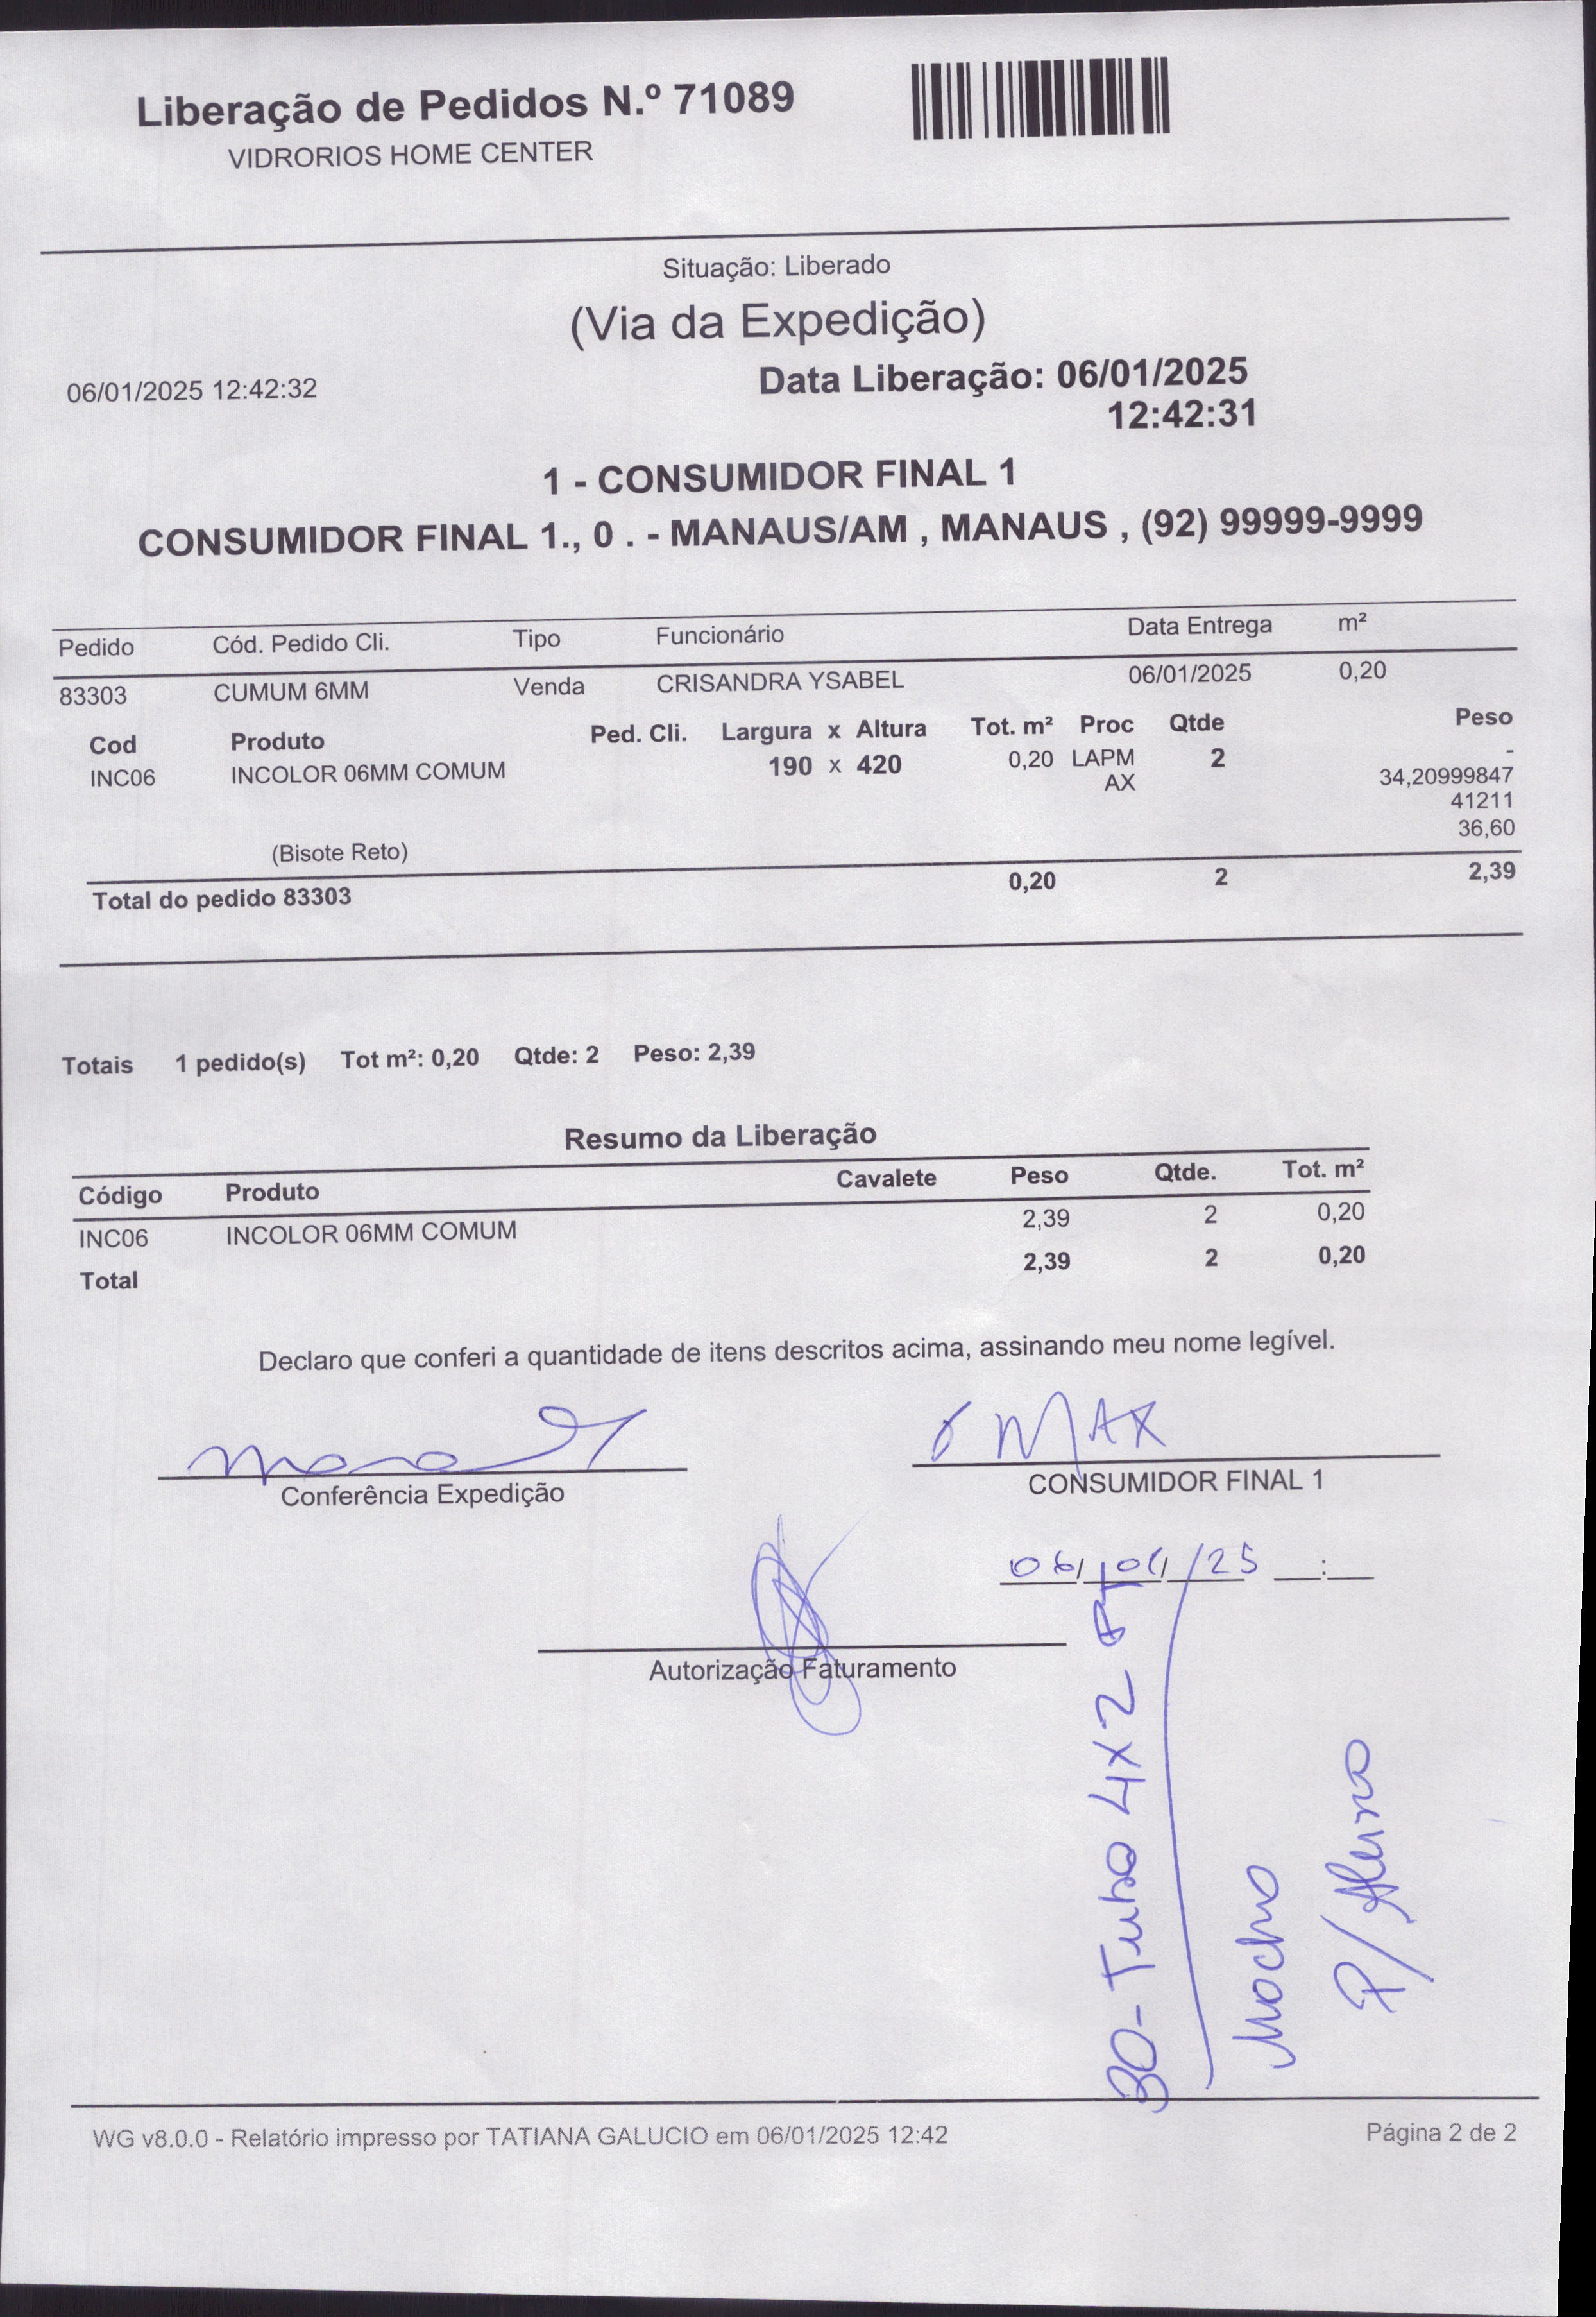 Liberação de Pedidos N.º 71089
VIDRORIOS HOME CENTER
Situação: Liberado
(Via da Expedição)
06/01/2025 12:42:32
Data Liberação: 06/01/2025
12:42:31
1 - CONSUMIDOR FINAL 1
CONSUMIDOR FINAL 1., 0 . - MANAUS/AM , MANAUS , (92) 99999-9999
Pedido Cód. Pedido Cli. Tipo Funcionário Data Entrega m²
83303 CUMUM 6MM Venda CRISANDRA YSABEL 06/01/2025 0,20
Cod Produto Ped. Cli. Largura x Altura Tot. m² Proc Qtde Peso
INC06 INCOLOR 06MM COMUM 190 x 420 0,20 LAPM 2 -
AX 34,20999847
41211
36,60
(Bisote Reto)
Total do pedido 83303 0,20 2 2,39
Totais 1 pedido(s) Tot m²: 0,20 Qtde: 2 Peso: 2,39
Resumo da Liberação
Código Produto Cavalete Peso Qtde. Tot. m²
INC06 INCOLOR 06MM COMUM 2,39 2 0,20
Total 2,39 2 0,20
Declaro que conferi a quantidade de itens descritos acima, assinando meu nome legível.
MAX
Conferência Expedição
CONSUMIDOR FINAL 1
06/01/25 :
Autorização Faturamento
30- Tubo 4x2
P/
WG v8.0.0 - Relatório impresso por TATIANA GALUCIO em 06/01/2025 12:42
Página 2 de 2